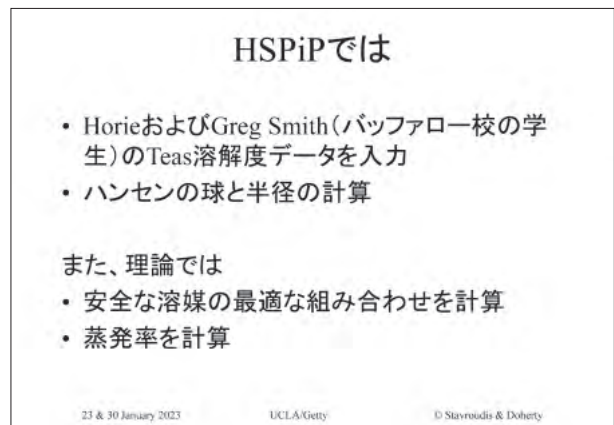 HSPiPでは
• HorieおよびGreg Smith（バッファロー校の学
生）のTeas溶解度データを入力
• ハンセンの球と半径の計算
また、理論では
• 安全な溶媒の最適な組み合わせを計算
• 蒸発率を計算
23 & 30 January 2023 UCLA/Getty © Stavroudis & Doherty